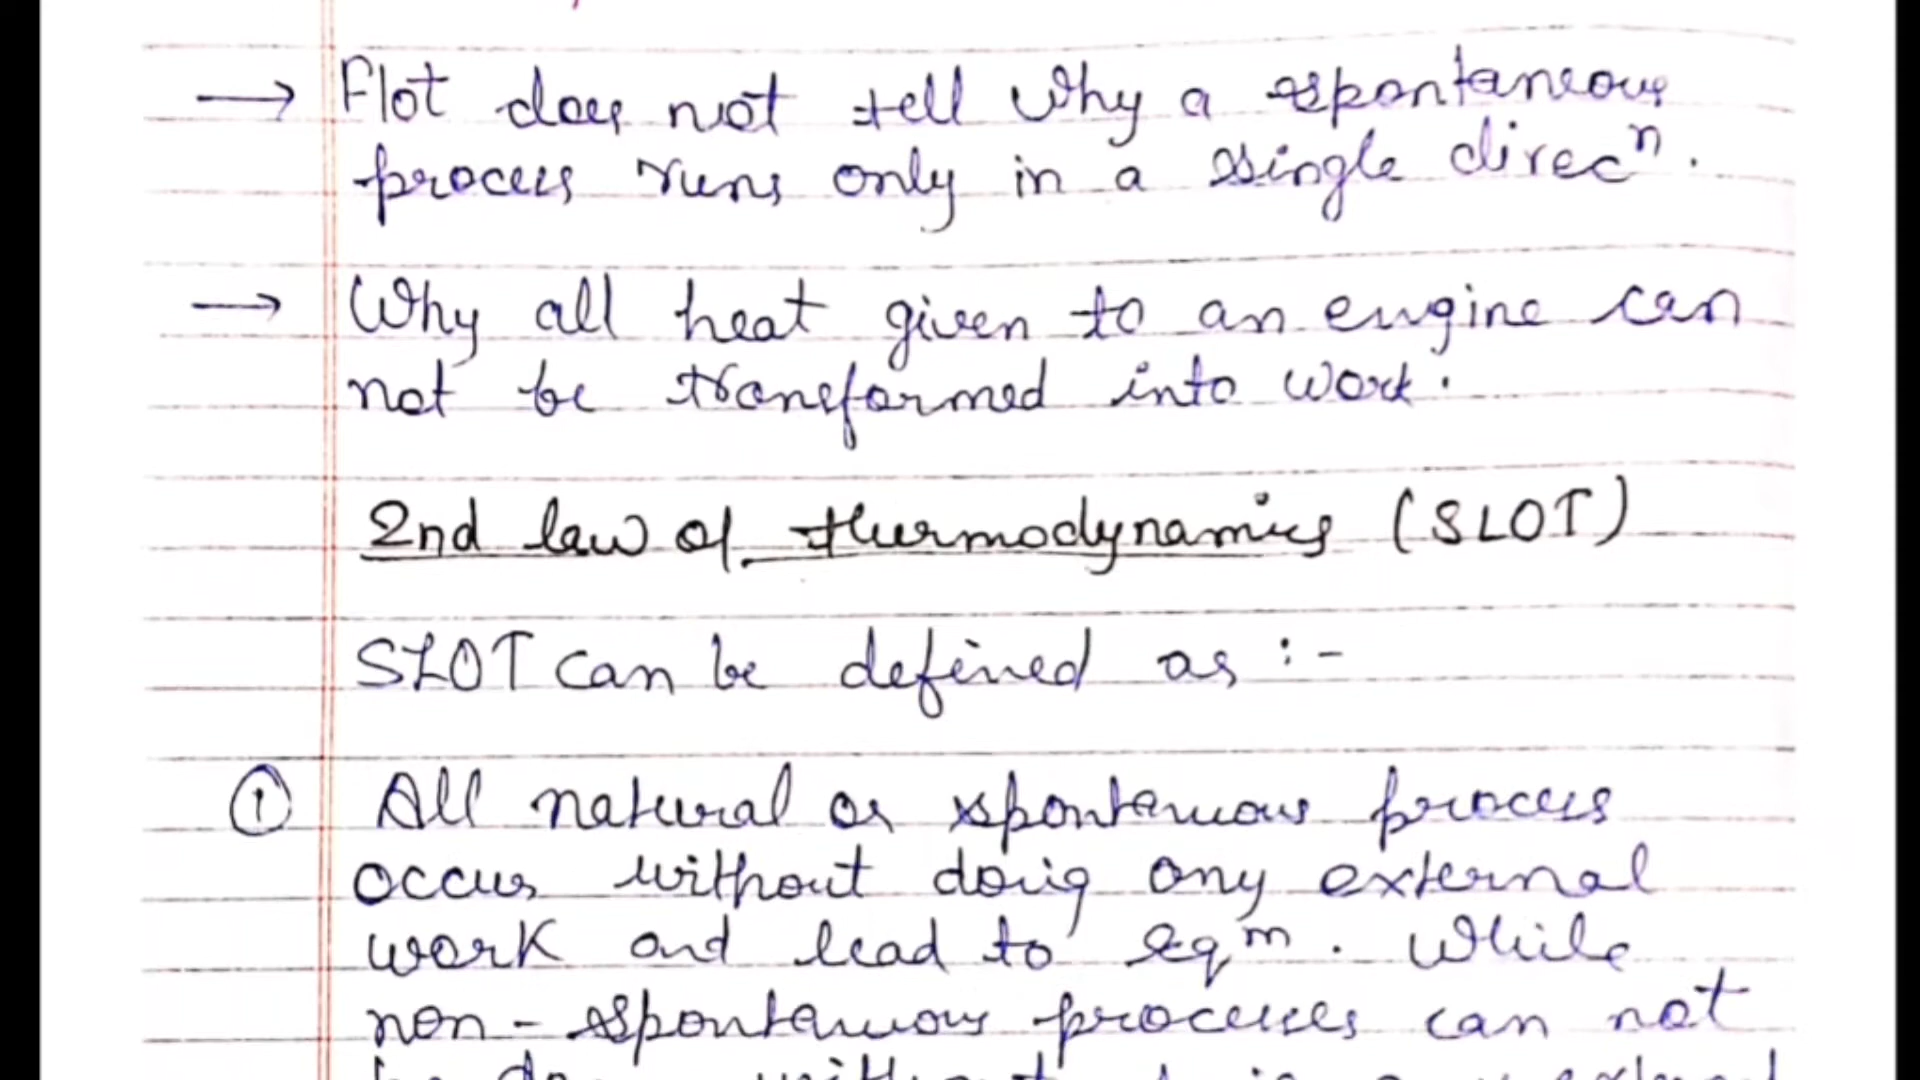 → Flot does not tell why a spontaneous
process runs only in a single direcⁿ.
→ Why all heat given to an engine can
not be transformed into work.
2nd law of thermodynamics (SLOT)
SLOT can be defined as :-
① All natural or spontaneous process
occurs without doig any external
work and lead to eqᵐ. While
non-spontaneous processes can not